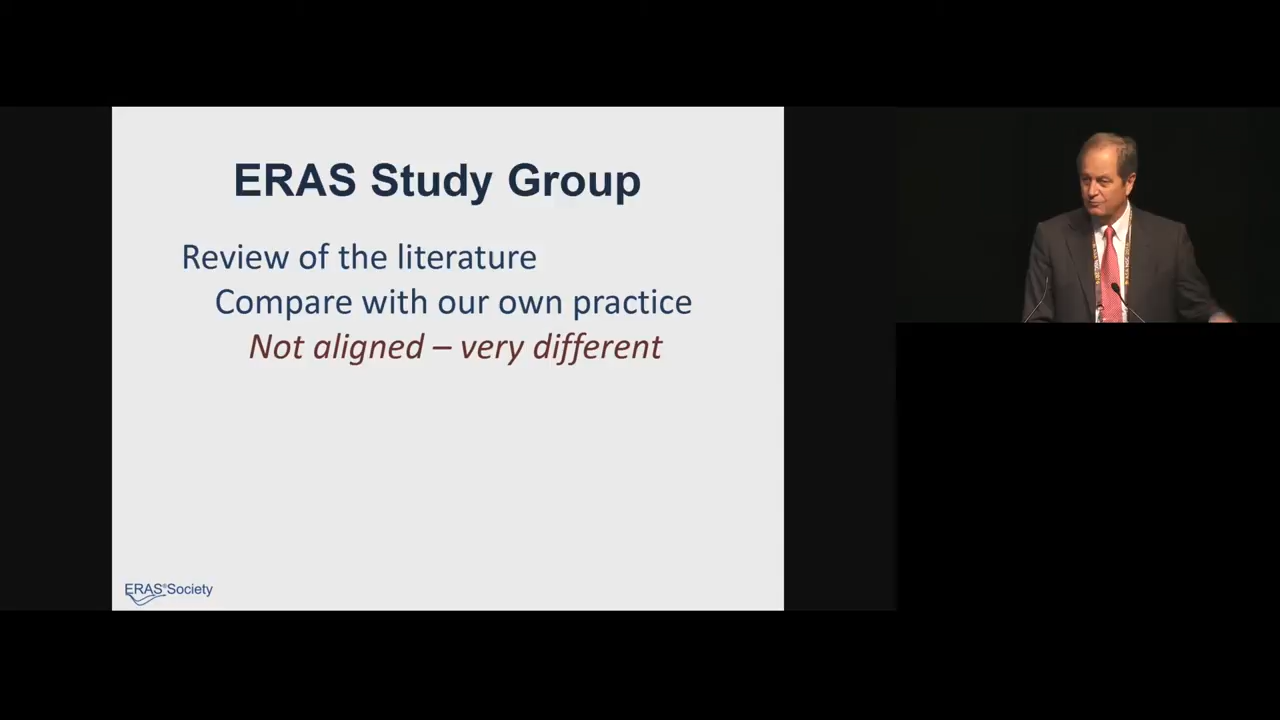 ERAS Study Group
Review of the literature
Compare with our own practice
Not aligned – very different
ERAS®Society